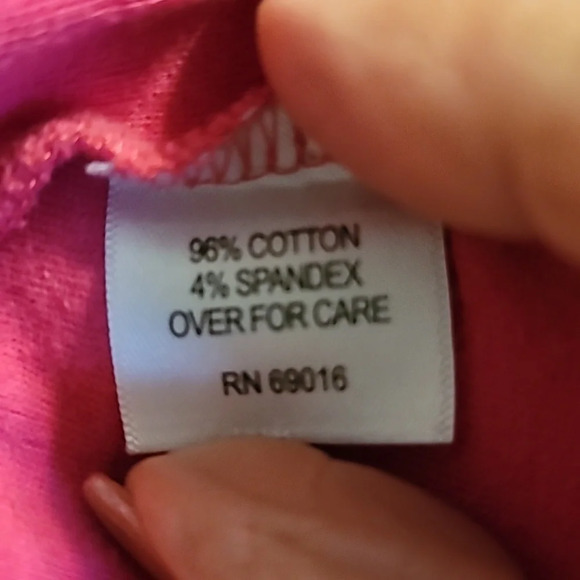 96% COTTON
4% SPANDEX
OVER FOR CARE
RN 69016